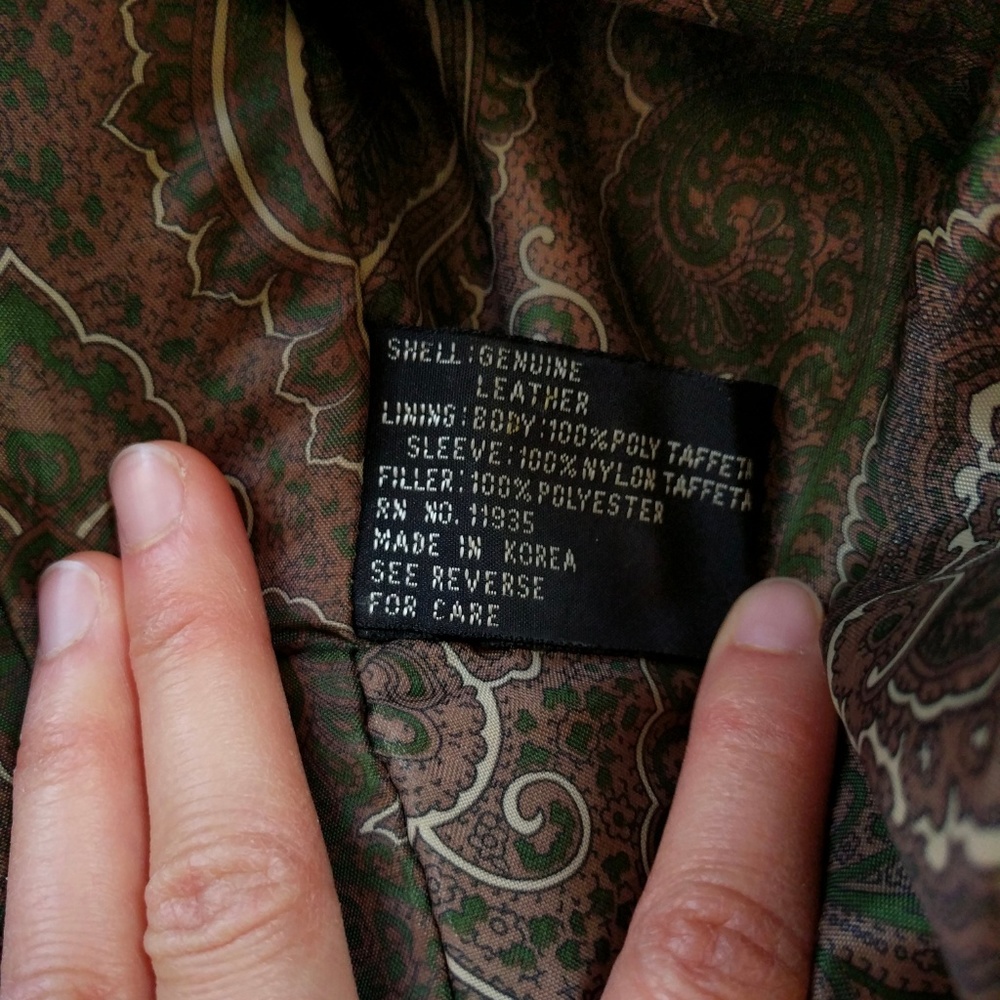 SHELL:GENUINE
LEATHER
LINING:BODY:100%POLY TAFFETA
SLEEVE:100%NYLON TAFFETA
FILLER:100%POLYESTER
RN NO.11935
MADE IN KOREA
SEE REVERSE
FOR CARE